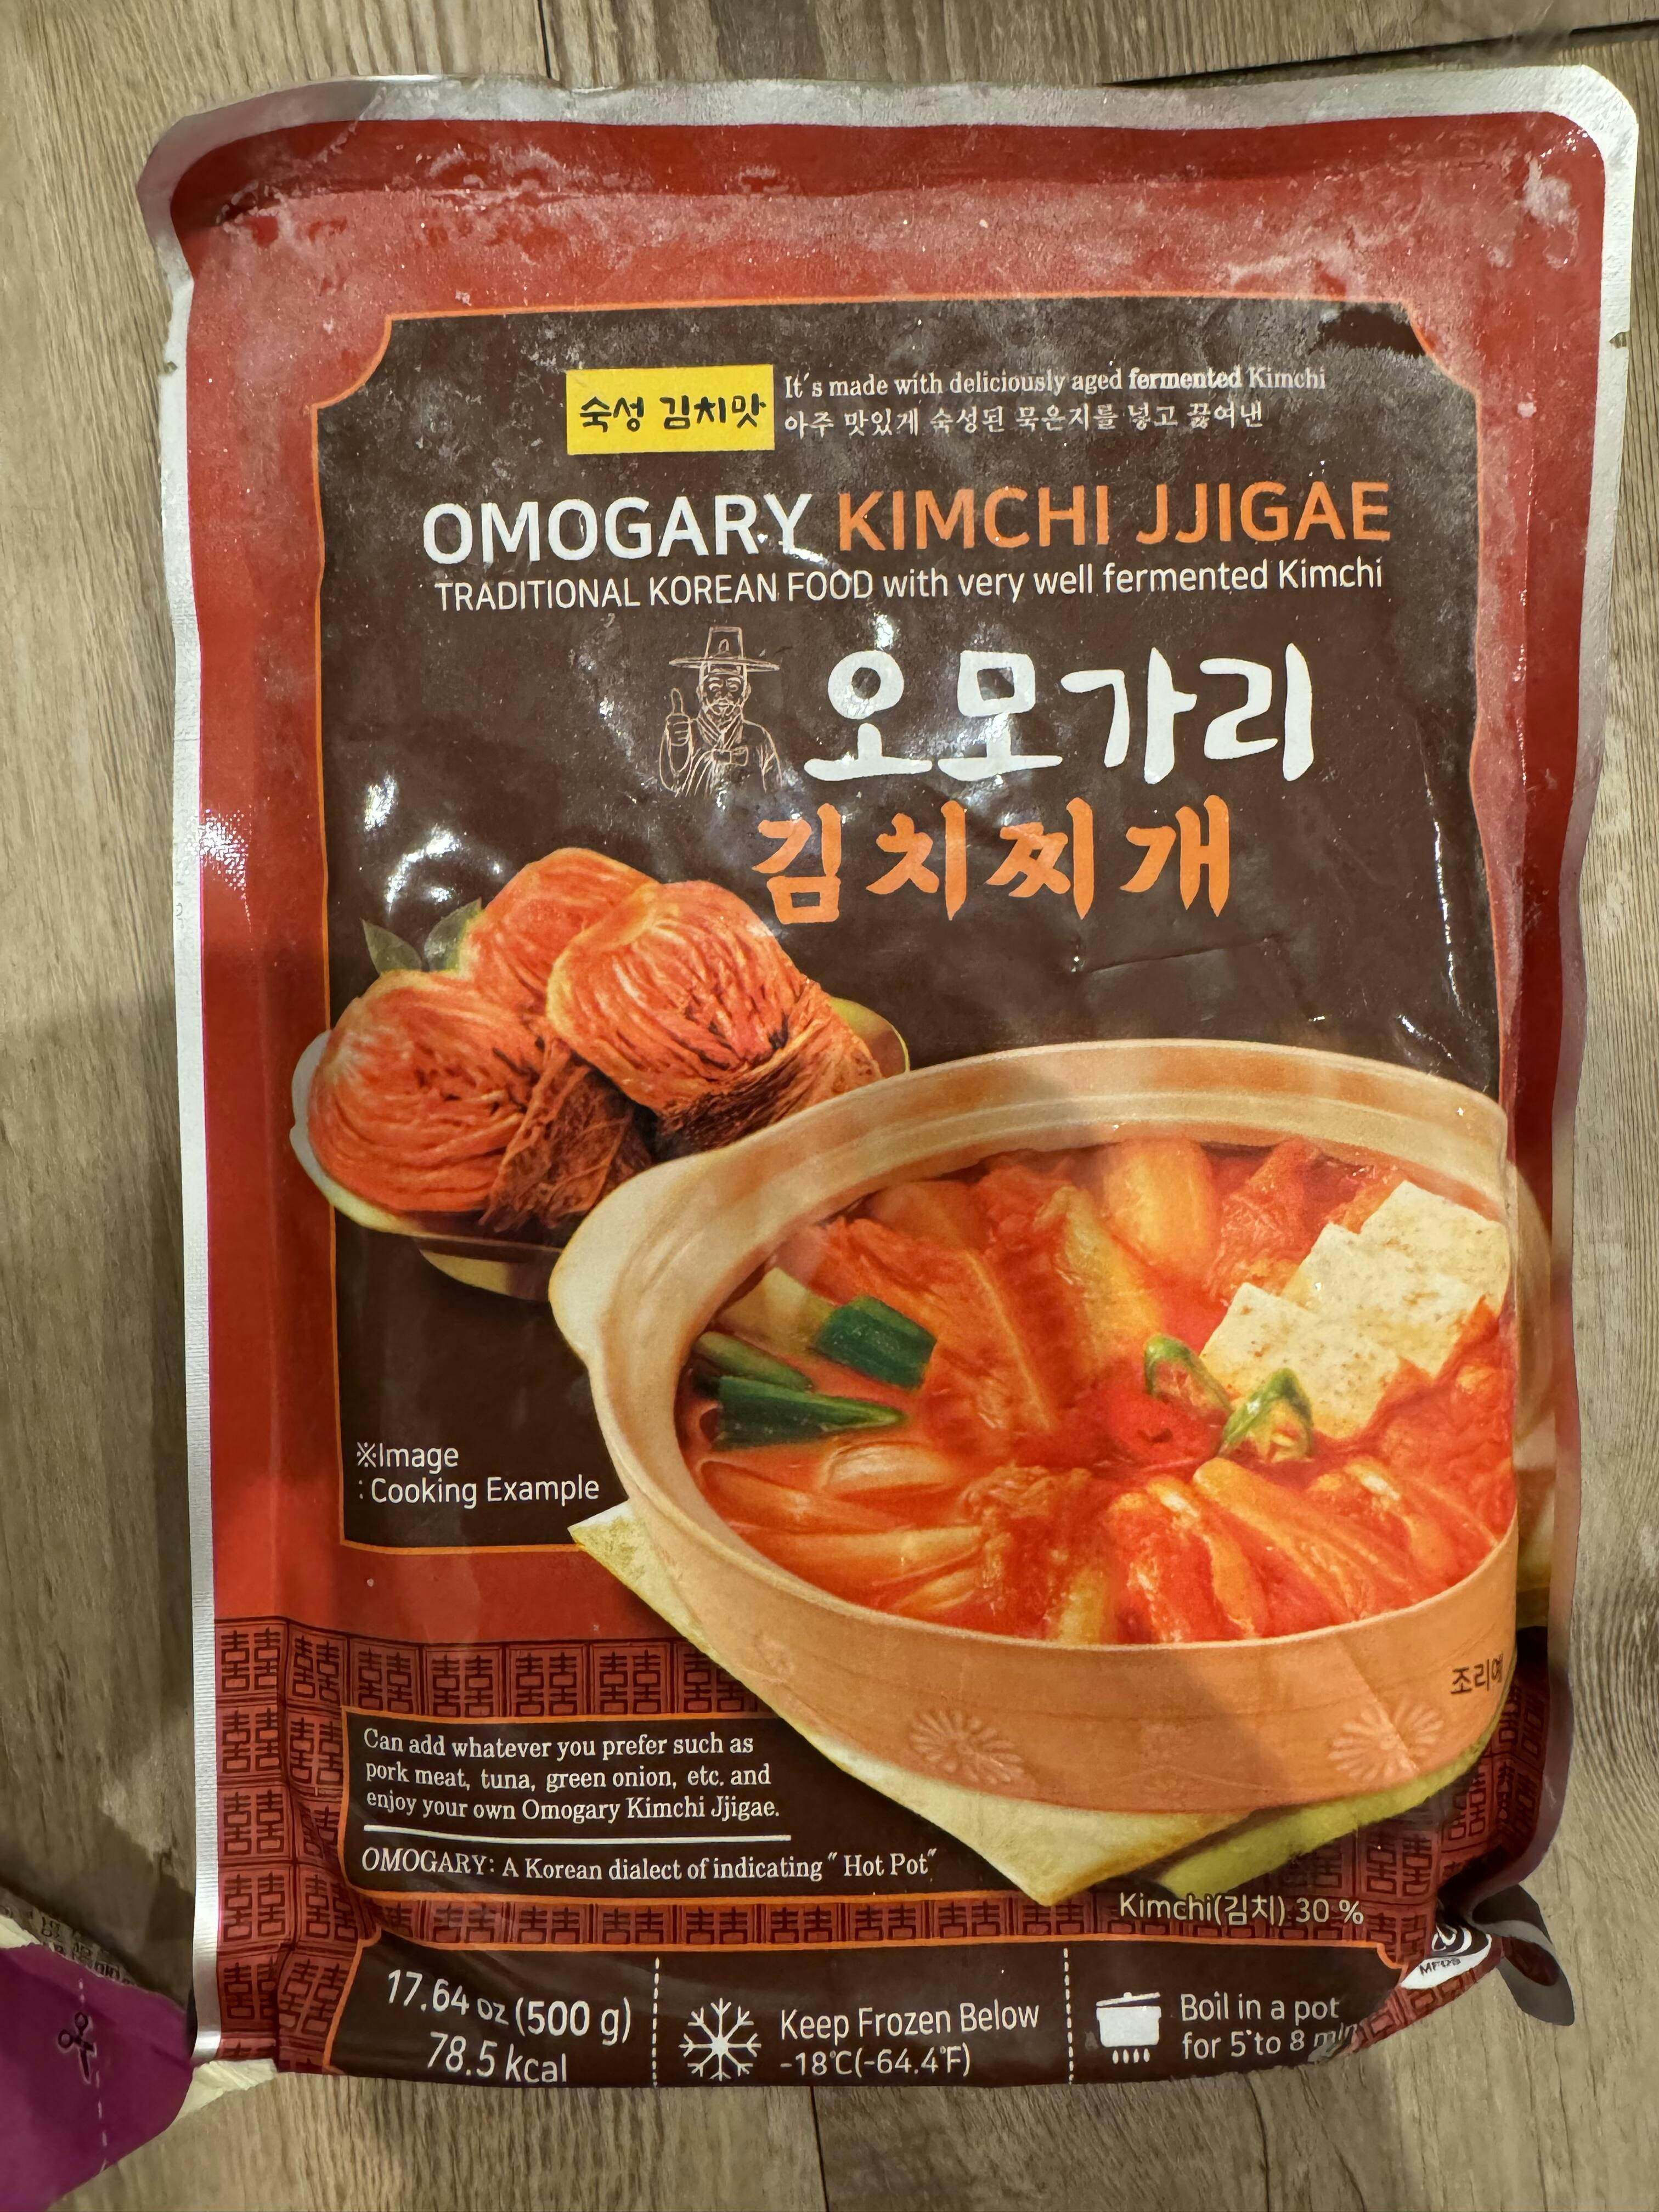 숙성 김치맛
It's made with deliciously aged fermented Kimchi
아주 맛있게 숙성된 묵은지를 넣고 끓여낸
OMOGARY KIMCHI JJIGAE
TRADITIONAL KOREAN FOOD with very well fermented Kimchi
오모가리
김치찌개
※Image
: Cooking Example
조리예
Can add whatever you prefer such as
pork meat, tuna, green onion, etc. and
enjoy your own Omogary Kimchi Jjigae.
OMOGARY: A Korean dialect of indicating "Hot Pot"
Kimchi(김치) 30 %
MFDS
17.64 oz (500 g)
78.5 kcal
Keep Frozen Below
-18℃(-64.4℉)
Boil in a pot
for 5 to 8 min